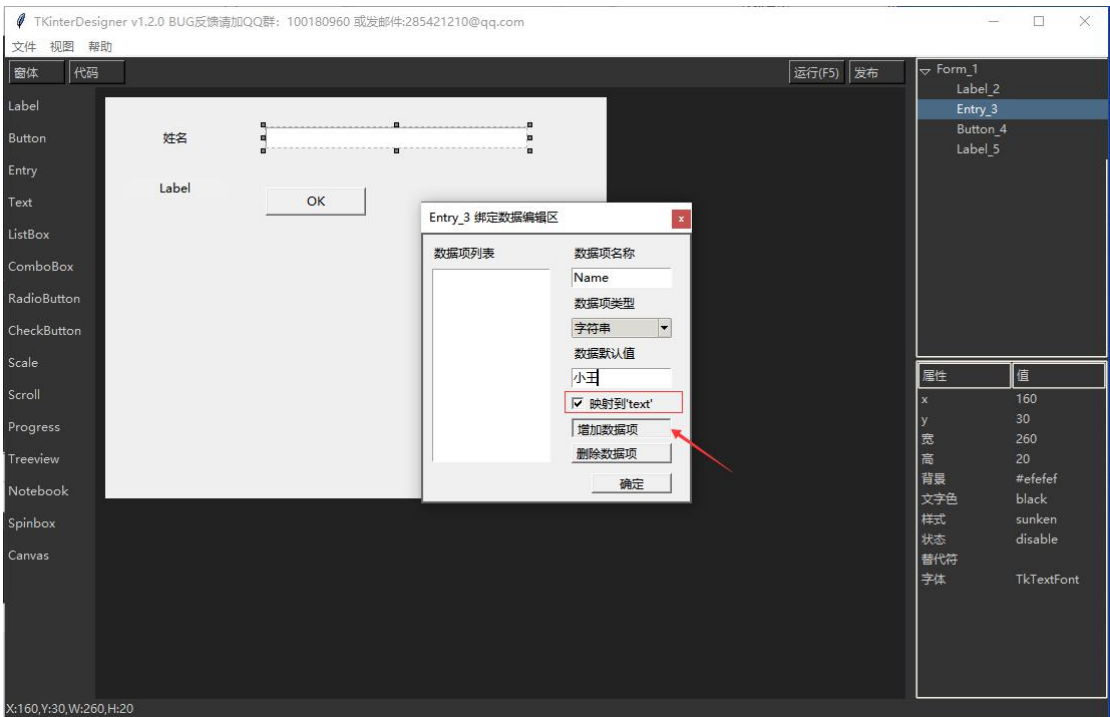 TKinterDesigner v1.2.0 BUG反馈请加QQ群：100180960 或发邮件:285421210@qq.com
文件 视图 帮助
窗体 代码 运行(F5) 发布
Label
Button
Entry
Text
ListBox
ComboBox
RadioButton
CheckButton
Scale
Scroll
Progress
Treeview
Notebook
Spinbox
Canvas
姓名
Label
OK
Entry_3 绑定数据编辑区 x
数据项列表
数据项名称
Name
数据项类型
字符串
数据默认值
小王
映射到'text'
增加数据项
删除数据项
确定
Form_1
Label_2
Entry_3
Button_4
Label_5
属性 值
x 160
y 30
宽 260
高 20
背景 #efefef
文字色 black
样式 sunken
状态 disable
替代符
字体 TkTextFont
X:160,Y:30,W:260,H:20